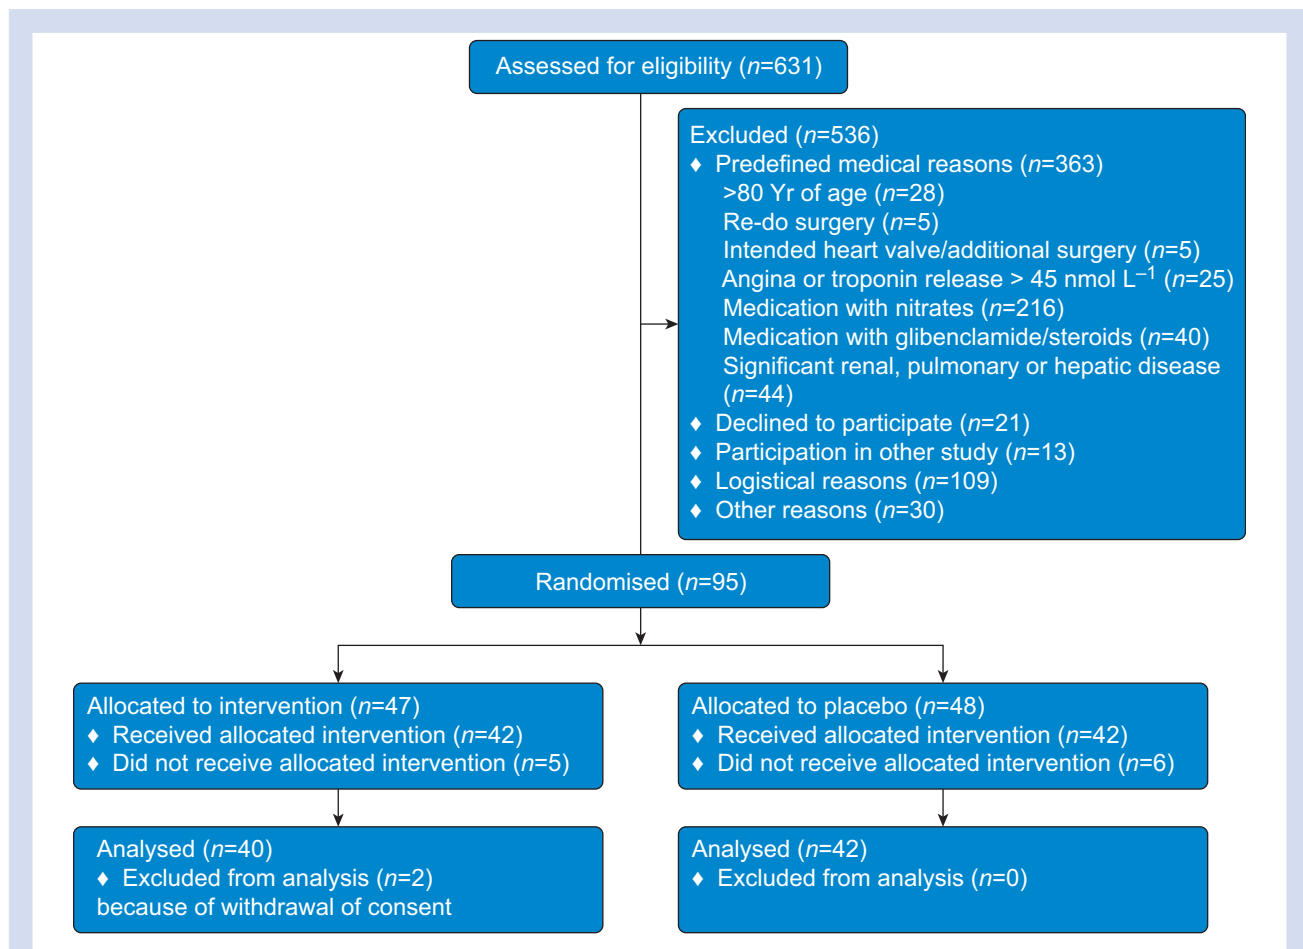 Assessed for eligibility (n=631)
Excluded (n=536)
♦ Predefined medical reasons (n=363)
>80 Yr of age (n=28)
Re-do surgery (n=5)
Intended heart valve/additional surgery (n=5)
Angina or troponin release > 45 nmol L⁻¹ (n=25)
Medication with nitrates (n=216)
Medication with glibenclamide/steroids (n=40)
Significant renal, pulmonary or hepatic disease
(n=44)
♦ Declined to participate (n=21)
♦ Participation in other study (n=13)
♦ Logistical reasons (n=109)
♦ Other reasons (n=30)
Randomised (n=95)
Allocated to intervention (n=47)
♦ Received allocated intervention (n=42)
♦ Did not receive allocated intervention (n=5)
Allocated to placebo (n=48)
♦ Received allocated intervention (n=42)
♦ Did not receive allocated intervention (n=6)
Analysed (n=40)
♦ Excluded from analysis (n=2)
because of withdrawal of consent
Analysed (n=42)
♦ Excluded from analysis (n=0)